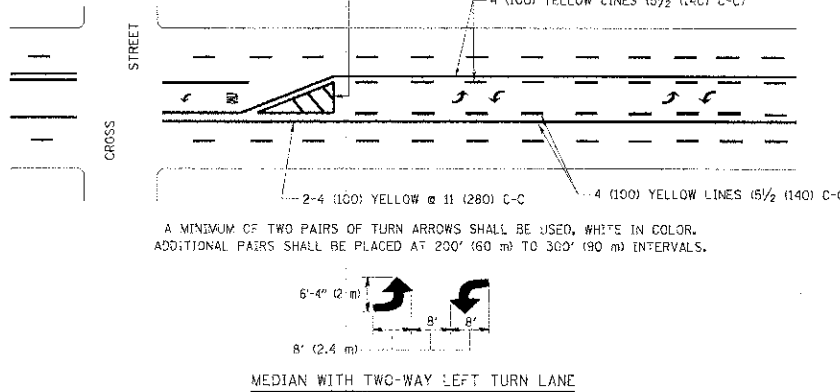 4 (100) YELLOW LINES (5½ (140) C-C)
STREET
CROSS
2-4 (100) YELLOW @ 11 (280) C-C
4 (100) YELLOW LINES (5½ (140) C-C
A MINIMUM OF TWO PAIRS OF TURN ARROWS SHALL BE USED, WHITE IN COLOR.
ADDITIONAL PAIRS SHALL BE PLACED AT 200' (60 m) TO 300' (90 m) INTERVALS.
6'-4" (2 m)
8' 8'
8' (2.4 m)
MEDIAN WITH TWO-WAY LEFT TURN LANE